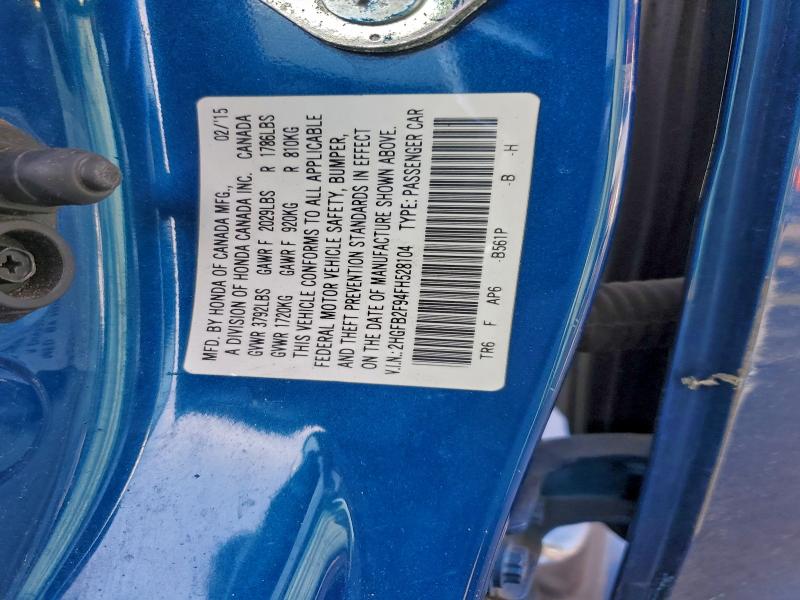 MFD. BY HONDA OF CANADA MFG., 02/'15
A DIVISION OF HONDA CANADA INC. CANADA
GVWR 3792LBS GAWR F 2029LBS R 1786LBS
GVWR 1720KG GAWR F 920KG R 810KG
THIS VEHICLE CONFORMS TO ALL APPLICABLE
FEDERAL MOTOR VEHICLE SAFETY, BUMPER,
AND THEFT PREVENTION STANDARDS IN EFFECT
ON THE DATE OF MANUFACTURE SHOWN ABOVE.
V.I.N.: 2HGFB2F94FH528104 TYPE: PASSENGER CAR
TR6 F AP6 -B561P -B -H